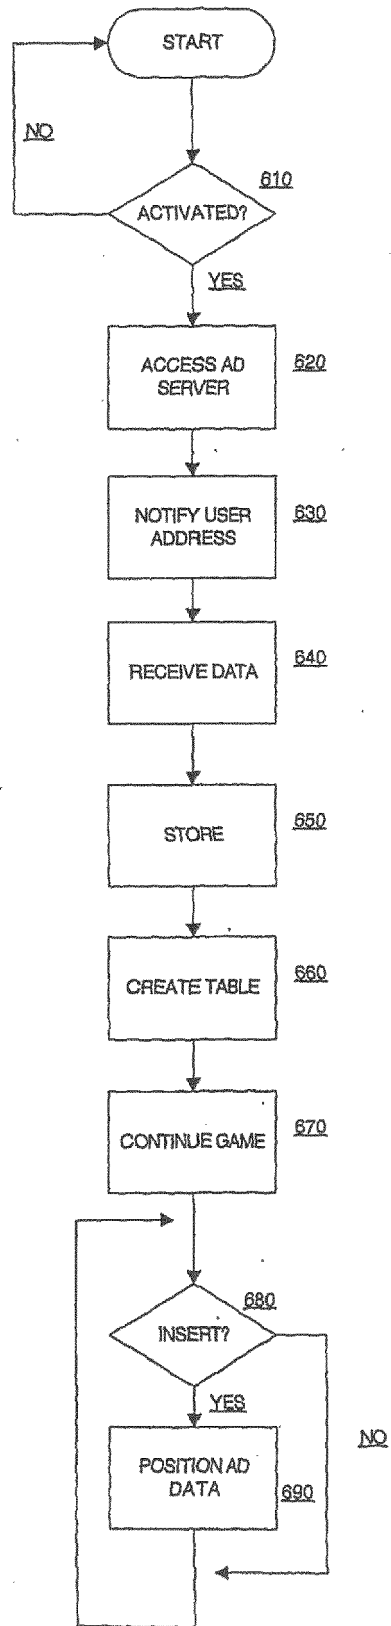 START
NO
610
ACTIVATED?
YES
ACCESS AD
SERVER
620
NOTIFY USER
ADDRESS
630
RECEIVE DATA
640
STORE
650
CREATE TABLE
660
CONTINUE GAME
670
680
INSERT?
YES
NO
POSITION AD
DATA
690